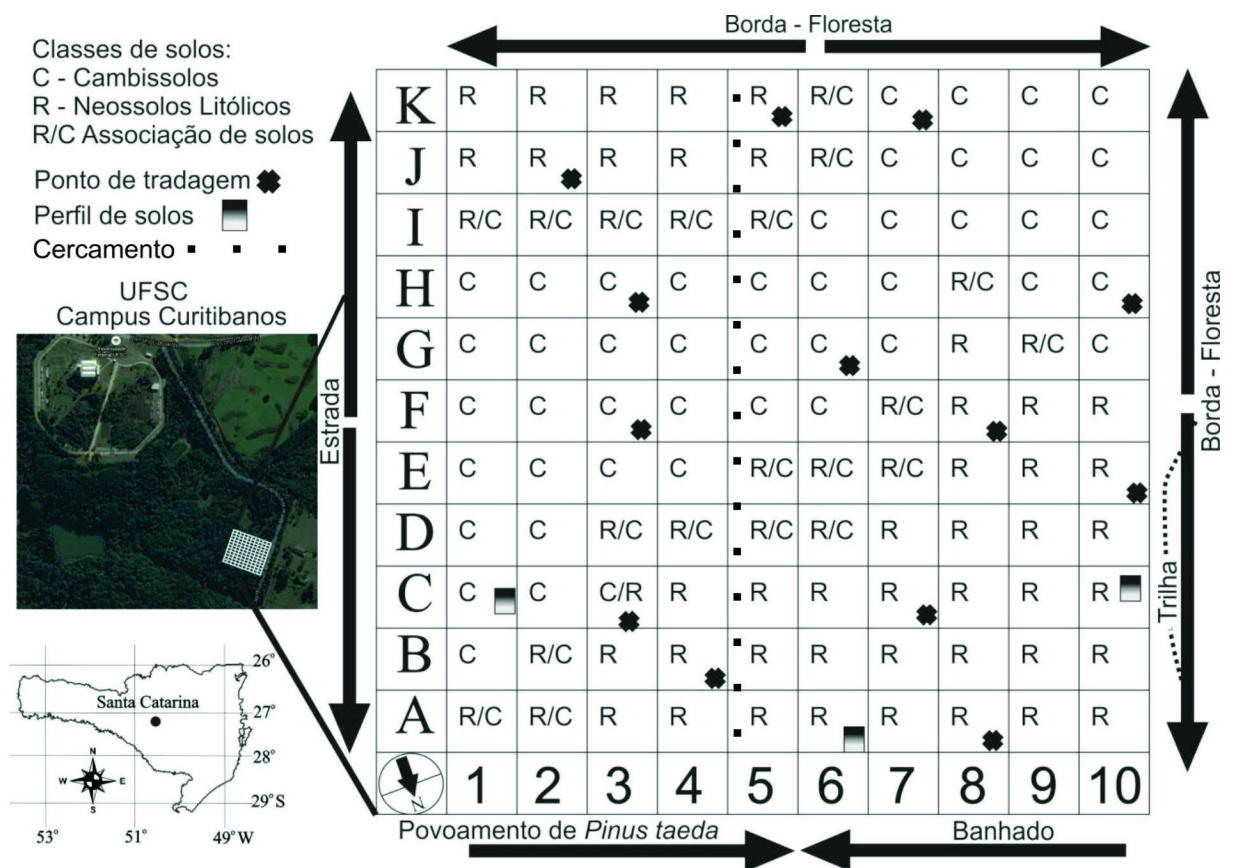 Classes de solos:
C - Cambissolos
R - Neossolos Litólicos
R/C Associação de solos
Ponto de tradagem
Perfil de solos
Cercamento
UFSC
Campus Curitibanos
Santa Catarina
26°
27°
28°
29°S
53°
51°
49°W
N
W
E
S
Estrada
Borda - Floresta
K R R R R R R/C C C C C
J R R R R R R/C C C C C
I R/C R/C R/C R/C R/C C C C C C
H C C C C C C C R/C C C
G C C C C C C C R R/C C
F C C C C C C R/C R R R
E C C C C R/C R/C R/C R R R
D C C R/C R/C R/C R/C R R R R
C C C C/R R R R R R R R
B C R/C R R R R R R R R
A R/C R/C R R R R R R R R
N 1 2 3 4 5 6 7 8 9 10
Borda - Floresta
Trilha
Povoamento de Pinus taeda
Banhado